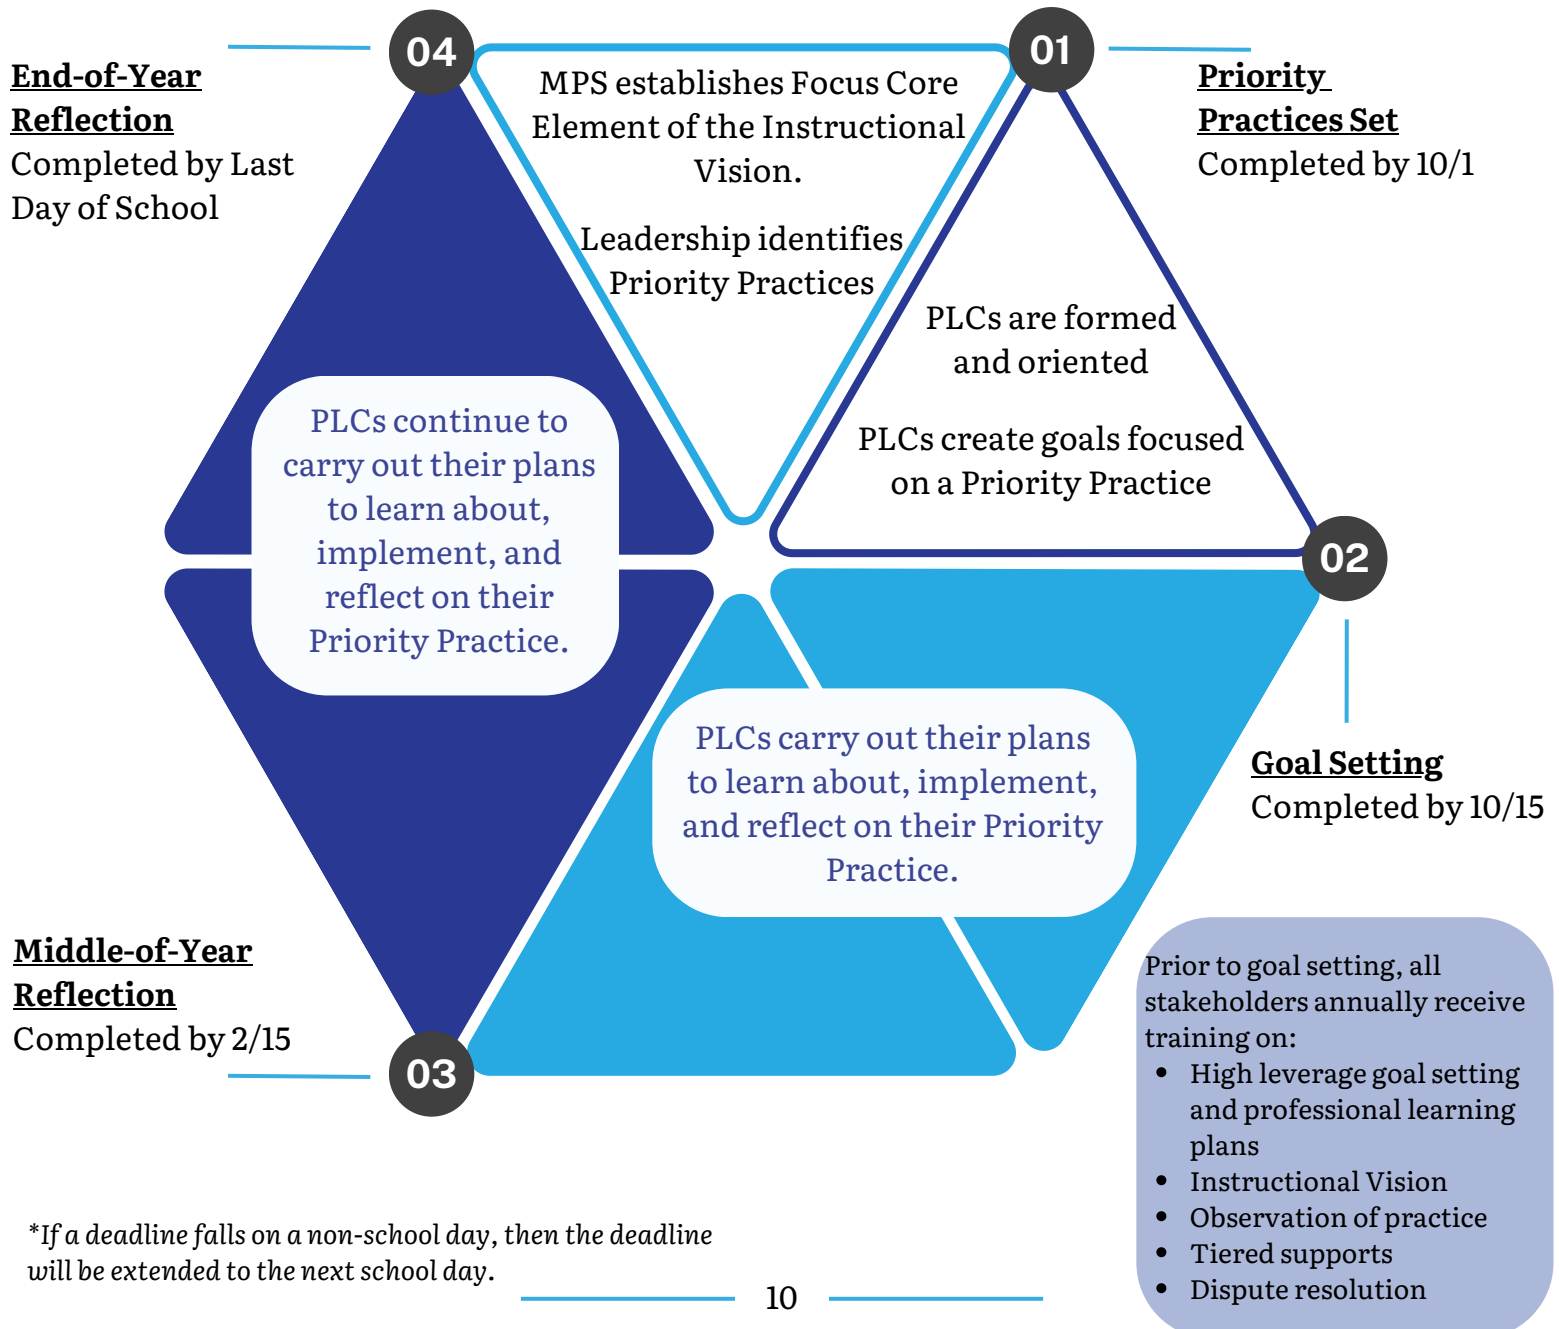 04
End-of-Year
Reflection
Completed by Last
Day of School
MPS establishes Focus Core
Element of the Instructional
Vision.
Leadership identifies
Priority Practices
01
Priority
Practices Set
Completed by 10/1
PLCs are formed
and oriented
PLCs create goals focused
on a Priority Practice
02
Goal Setting
Completed by 10/15
PLCs carry out their plans
to learn about, implement,
and reflect on their Priority
Practice.
03
Middle-of-Year
Reflection
Completed by 2/15
PLCs continue to
carry out their plans
to learn about,
implement, and
reflect on their
Priority Practice.
Prior to goal setting, all
stakeholders annually receive
training on:
• High leverage goal setting
and professional learning
plans
• Instructional Vision
• Observation of practice
• Tiered supports
• Dispute resolution
*If a deadline falls on a non-school day, then the deadline
will be extended to the next school day.
10